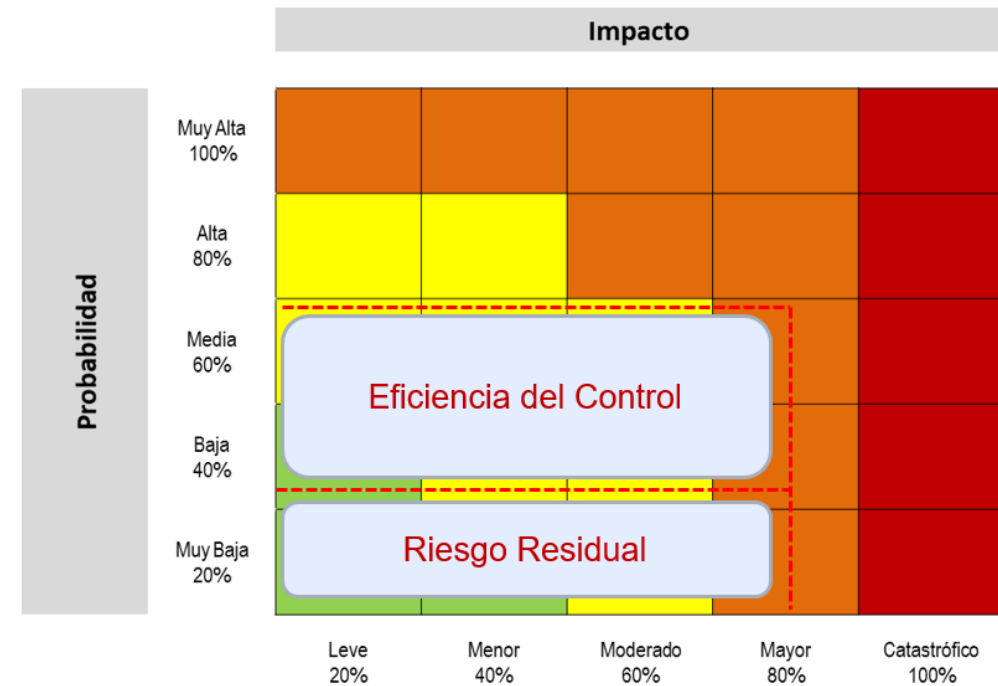 Impacto
Probabilidad
Muy Alta
100%
Alta
80%
Media
60%
Baja
40%
Muy Baja
20%
Eficiencia del Control
Riesgo Residual
Leve
20%
Menor
40%
Moderado
60%
Mayor
80%
Catastrófico
100%